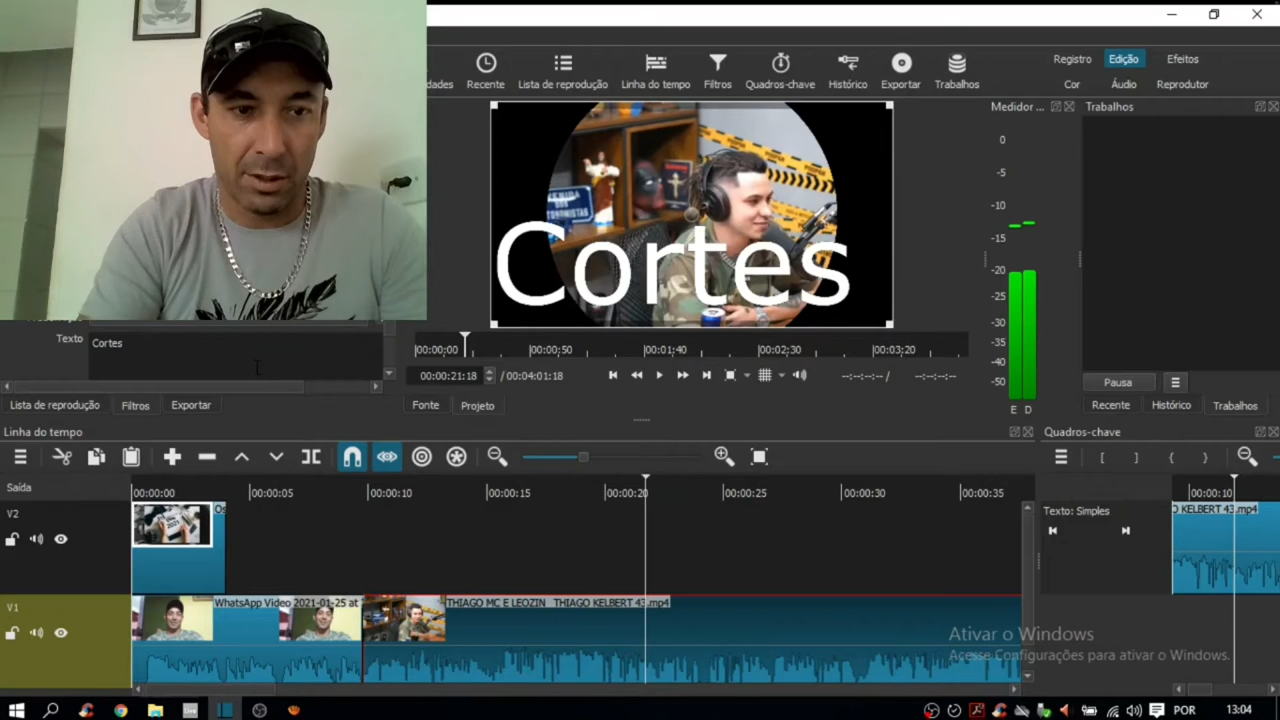 dades
Recente
Lista de reprodução
Linha do tempo
Filtros
Quadros-chave
Histórico
Exportar
Trabalhos
Registro
Edição
Efeitos
Cor
Áudio
Reprodutor
Cortes
Medidor ...
0
-5
-10
-15
-20
-25
-30
-35
-40
-50
E D
Trabalhos
Pausa
Recente
Histórico
Trabalhos
Texto
Cortes
Lista de reprodução
Filtros
Exportar
00:00:00
00:00:50
00:01:40
00:02:30
00:03:20
00:00:21:18
/ 00:04:01:18
--:--:--:-- /
--:--:--:--
Fonte
Projeto
Linha do tempo
Quadros-chave
Saída
00:00:00
00:00:05
00:00:10
00:00:15
00:00:20
00:00:25
00:00:30
00:00:35
V2
Os
V1
WhatsApp Video 2021-01-25 at
THIAGO MC E LEOZIN THIAGO KELBERT 43.mp4
00:00:10
Texto: Simples
O KELBERT 43.mp4
Ativar o Windows
Acesse Configurações para ativar o Windows.
POR
13:04